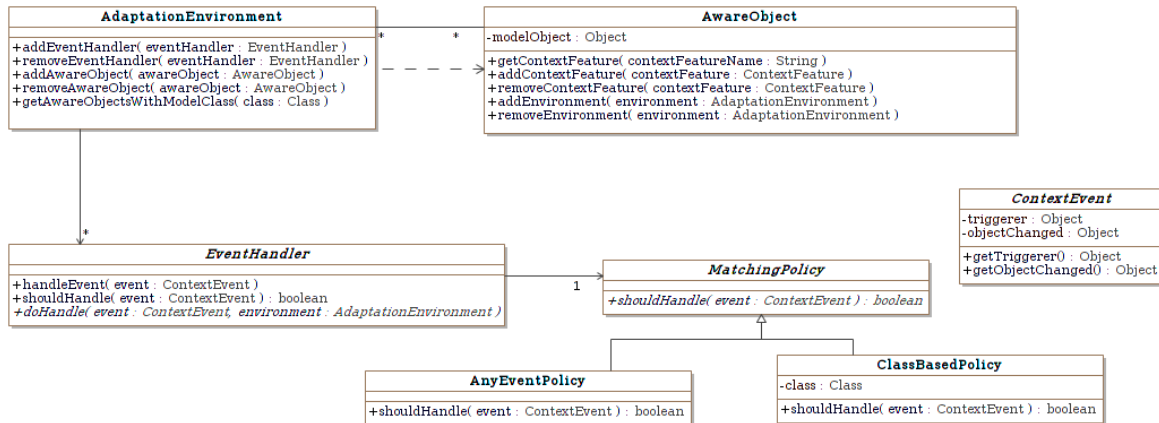 AdaptationEnvironment
+addEventHandler( eventHandler : EventHandler )
+removeEventHandler( eventHandler : EventHandler )
+addAwareObject( awareObject : AwareObject )
+removeAwareObject( awareObject : AwareObject )
+getAwareObjectsWithModelClass( class : Class )
* *
AwareObject
-modelObject : Object
+getContextFeature( contextFeatureName : String )
+addContextFeature( contextFeature : ContextFeature )
+removeContextFeature( contextFeature : ContextFeature )
+addEnvironment( environment : AdaptationEnvironment )
+removeEnvironment( environment : AdaptationEnvironment )
ContextEvent
-triggerer : Object
-objectChanged : Object
+getTriggerer() : Object
+getObjectChanged() : Object
*
EventHandler
+handleEvent( event : ContextEvent )
+shouldHandle( event : ContextEvent ) : boolean
+doHandle( event : ContextEvent, environment : AdaptationEnvironment )
1
MatchingPolicy
+shouldHandle( event : ContextEvent ) : boolean
AnyEventPolicy
+shouldHandle( event : ContextEvent ) : boolean
ClassBasedPolicy
-class : Class
+shouldHandle( event : ContextEvent ) : boolean